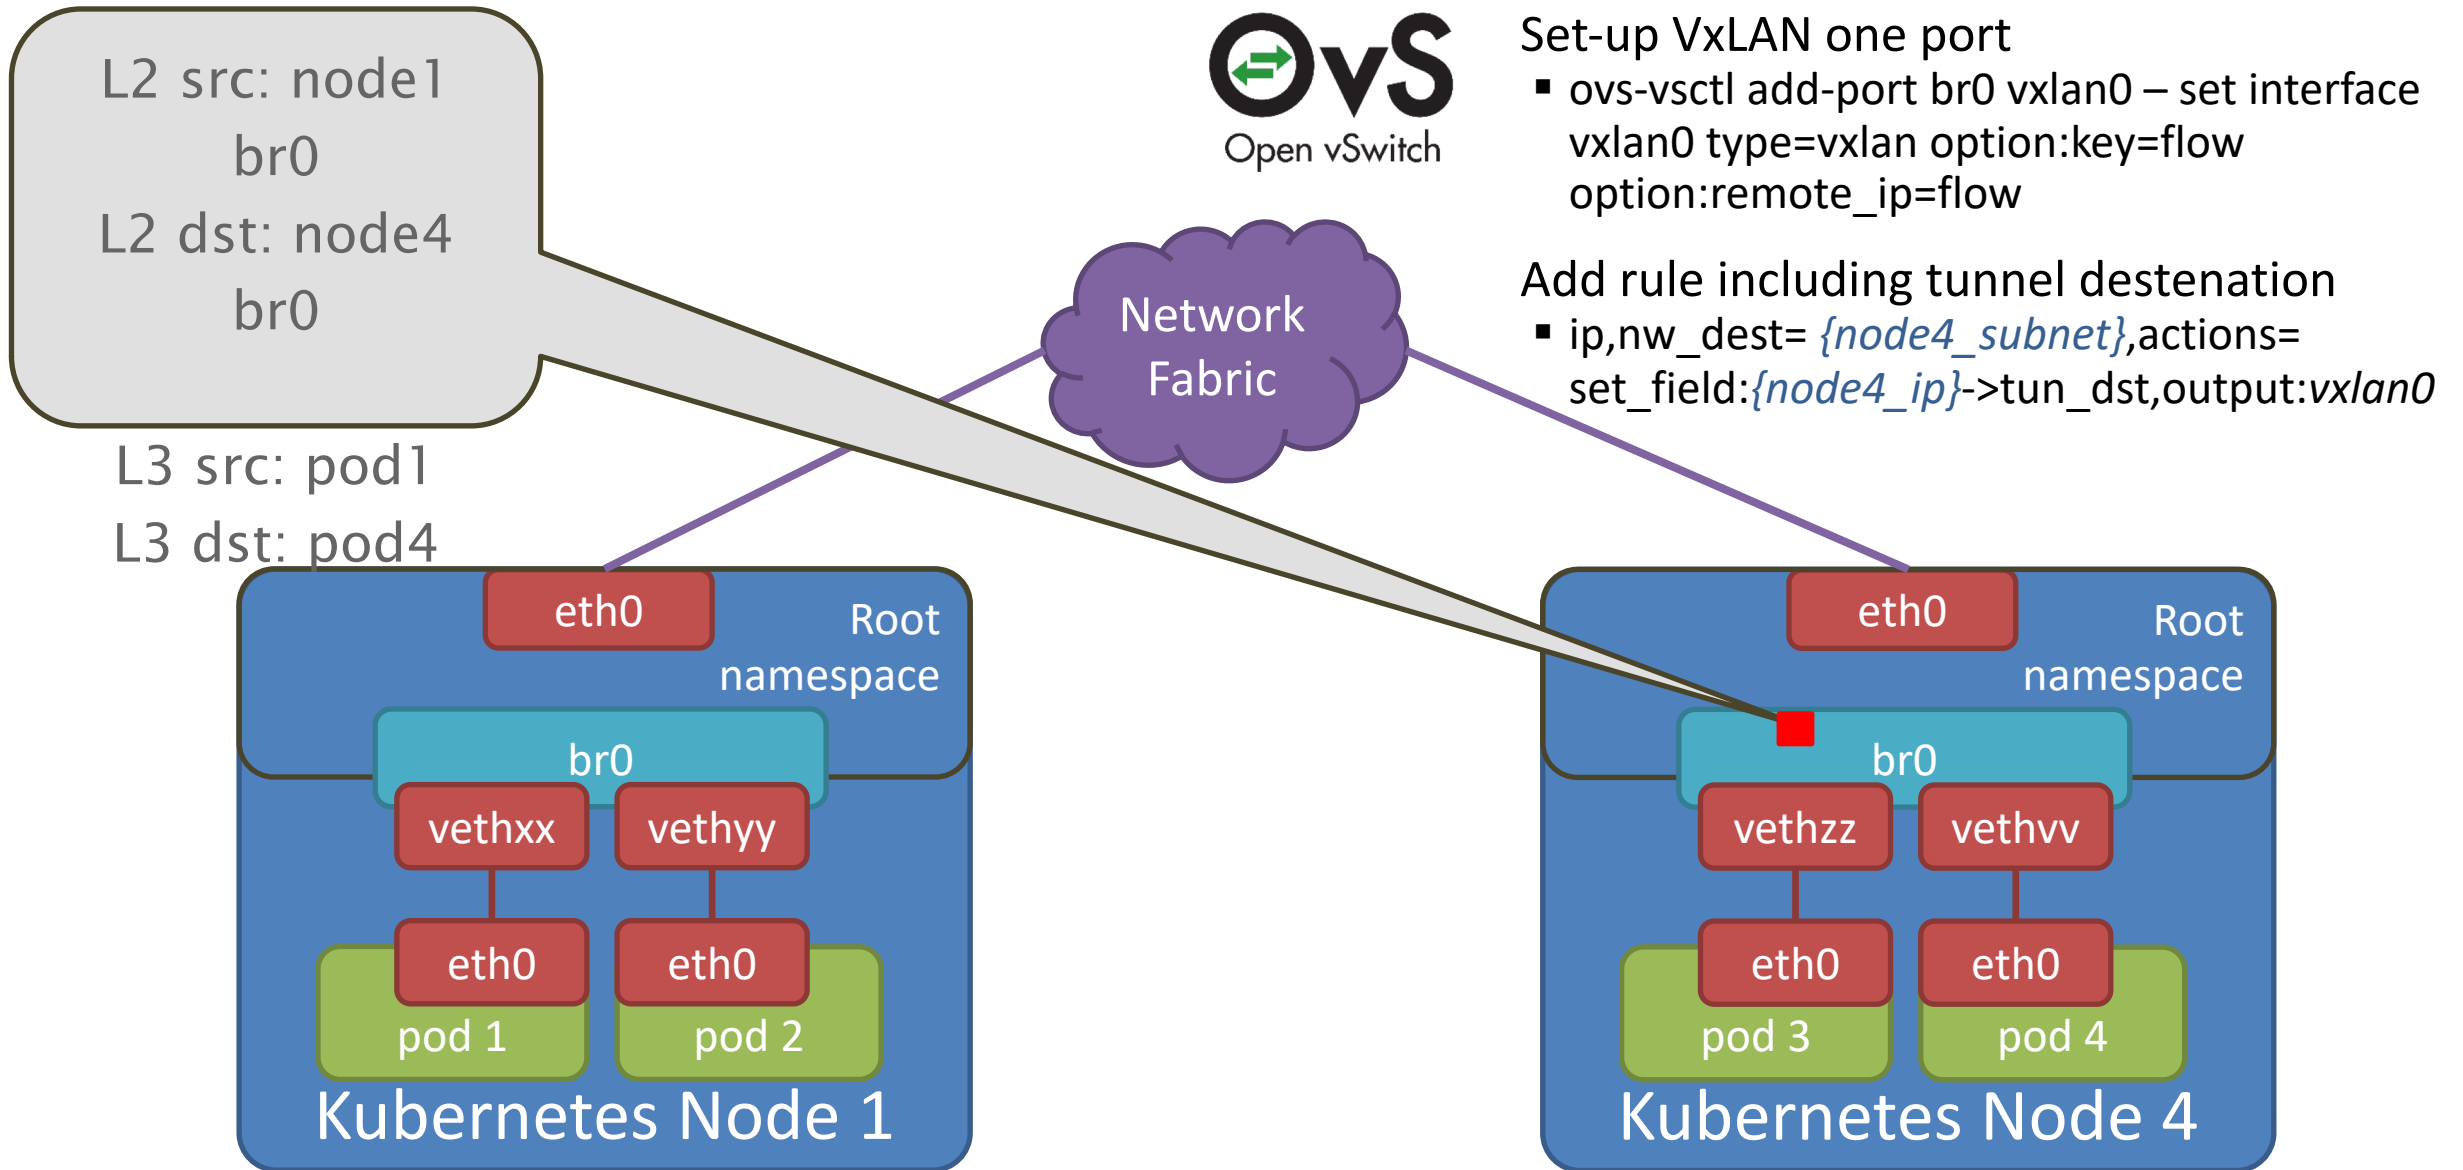 L2 src: node1
br0
L2 dst: node4
br0
L3 src: pod1
L3 dst: pod4
OvS
Open vSwitch
Set-up VxLAN one port
▪ ovs-vsctl add-port br0 vxlan0 – set interface
vxlan0 type=vxlan option:key=flow
option:remote_ip=flow
Add rule including tunnel destenation
▪ ip,nw_dest= {node4_subnet},actions=
set_field:{node4_ip}->tun_dst,output:vxlan0
Network
Fabric
eth0
Root
namespace
br0
vethxx
vethyy
eth0
eth0
pod 1
pod 2
Kubernetes Node 1
eth0
Root
namespace
br0
vethzz
vethvv
eth0
eth0
pod 3
pod 4
Kubernetes Node 4